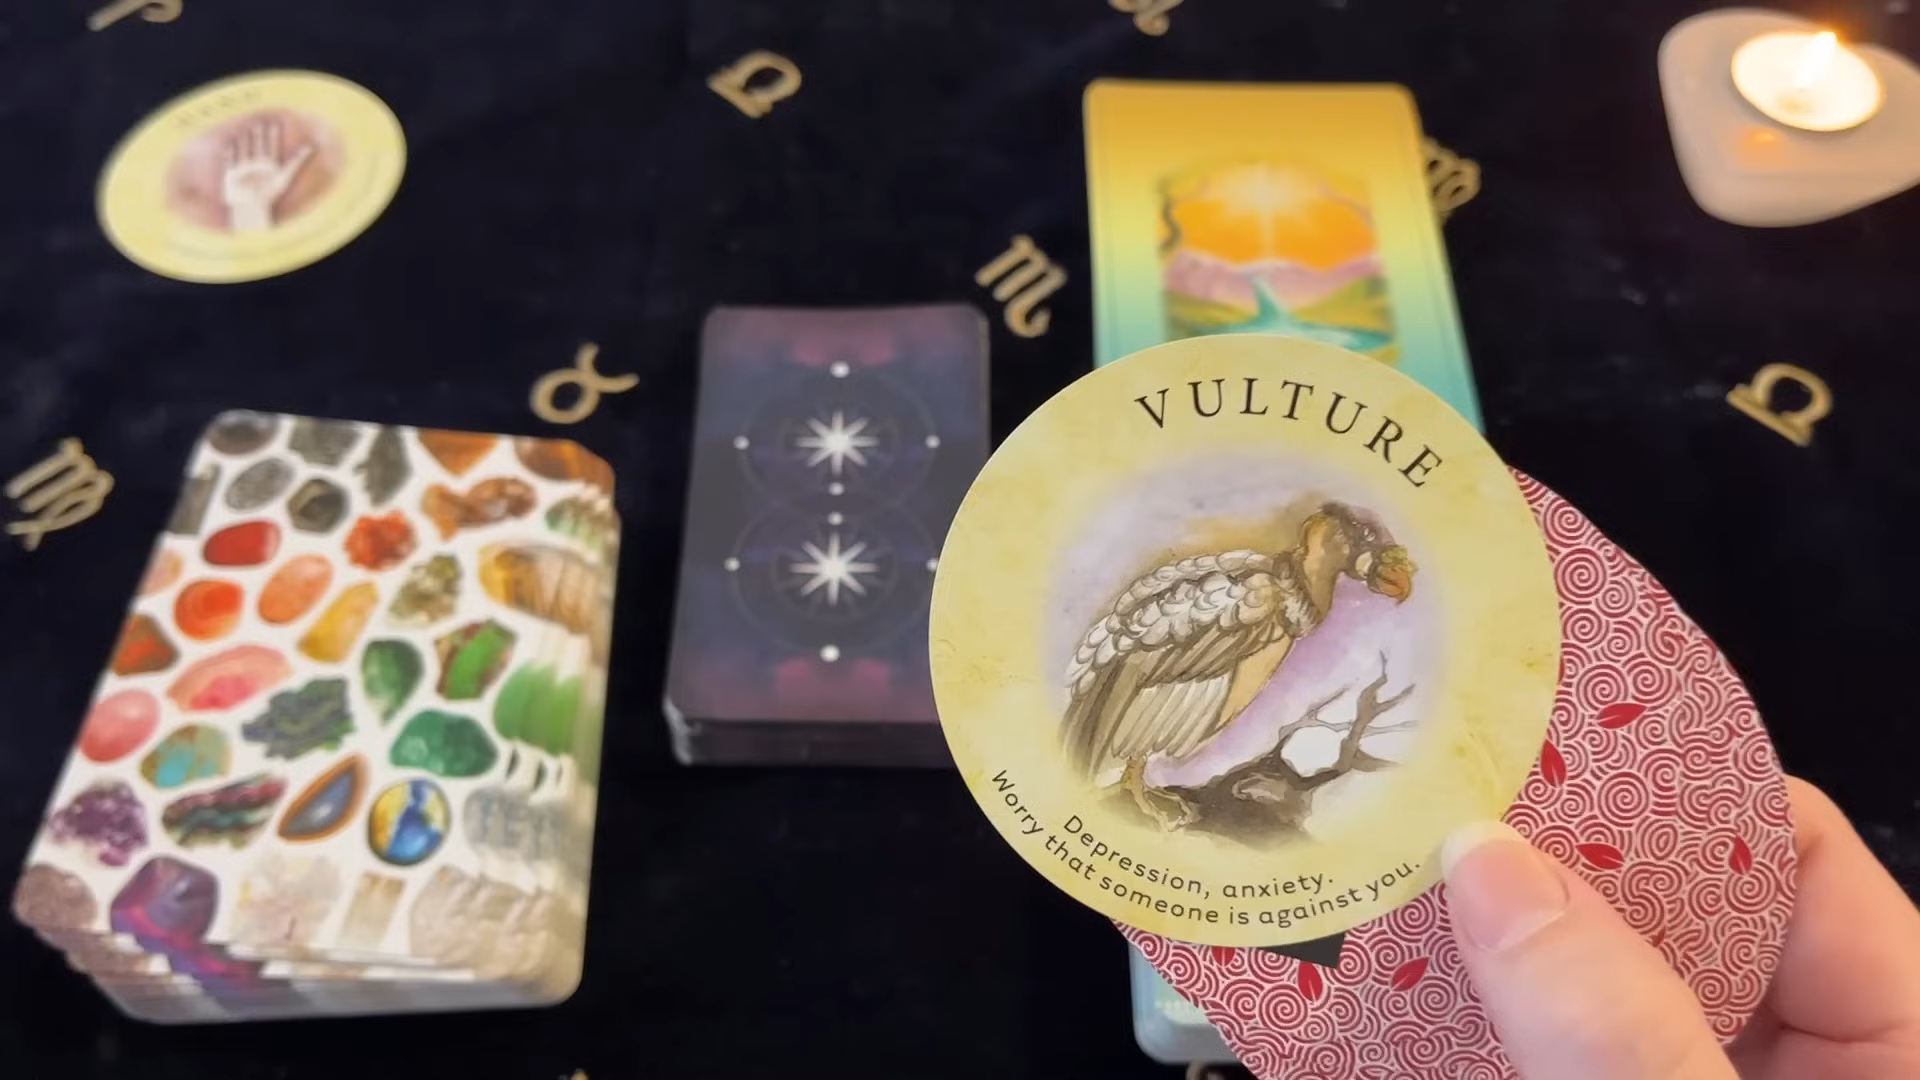 VULTURE
Depression, anxiety.
Worry that someone is against you.